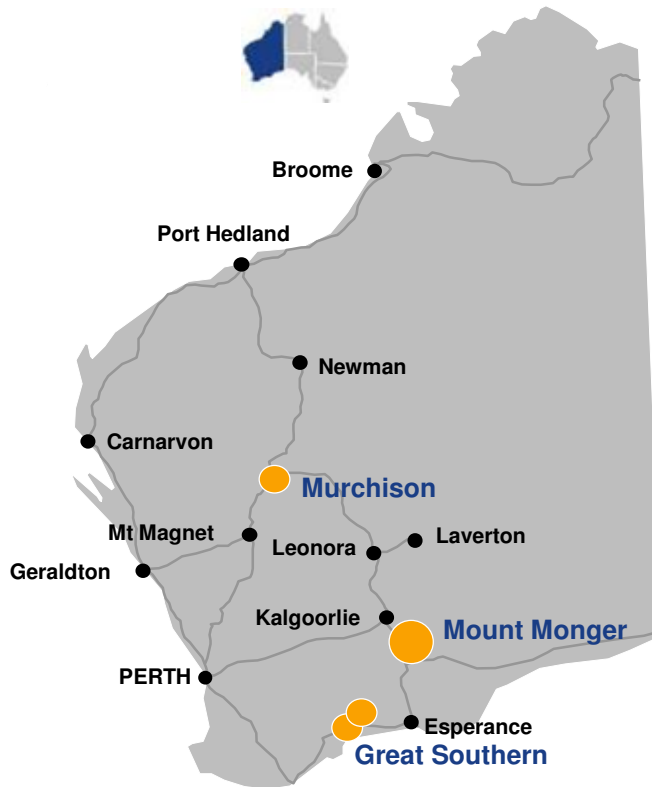 Broome
Port Hedland
Newman
Carnarvon
Murchison
Mt Magnet
Laverton
Leonora
Geraldton
Kalgoorlie
Mount Monger
PERTH
Esperance
Great Southern